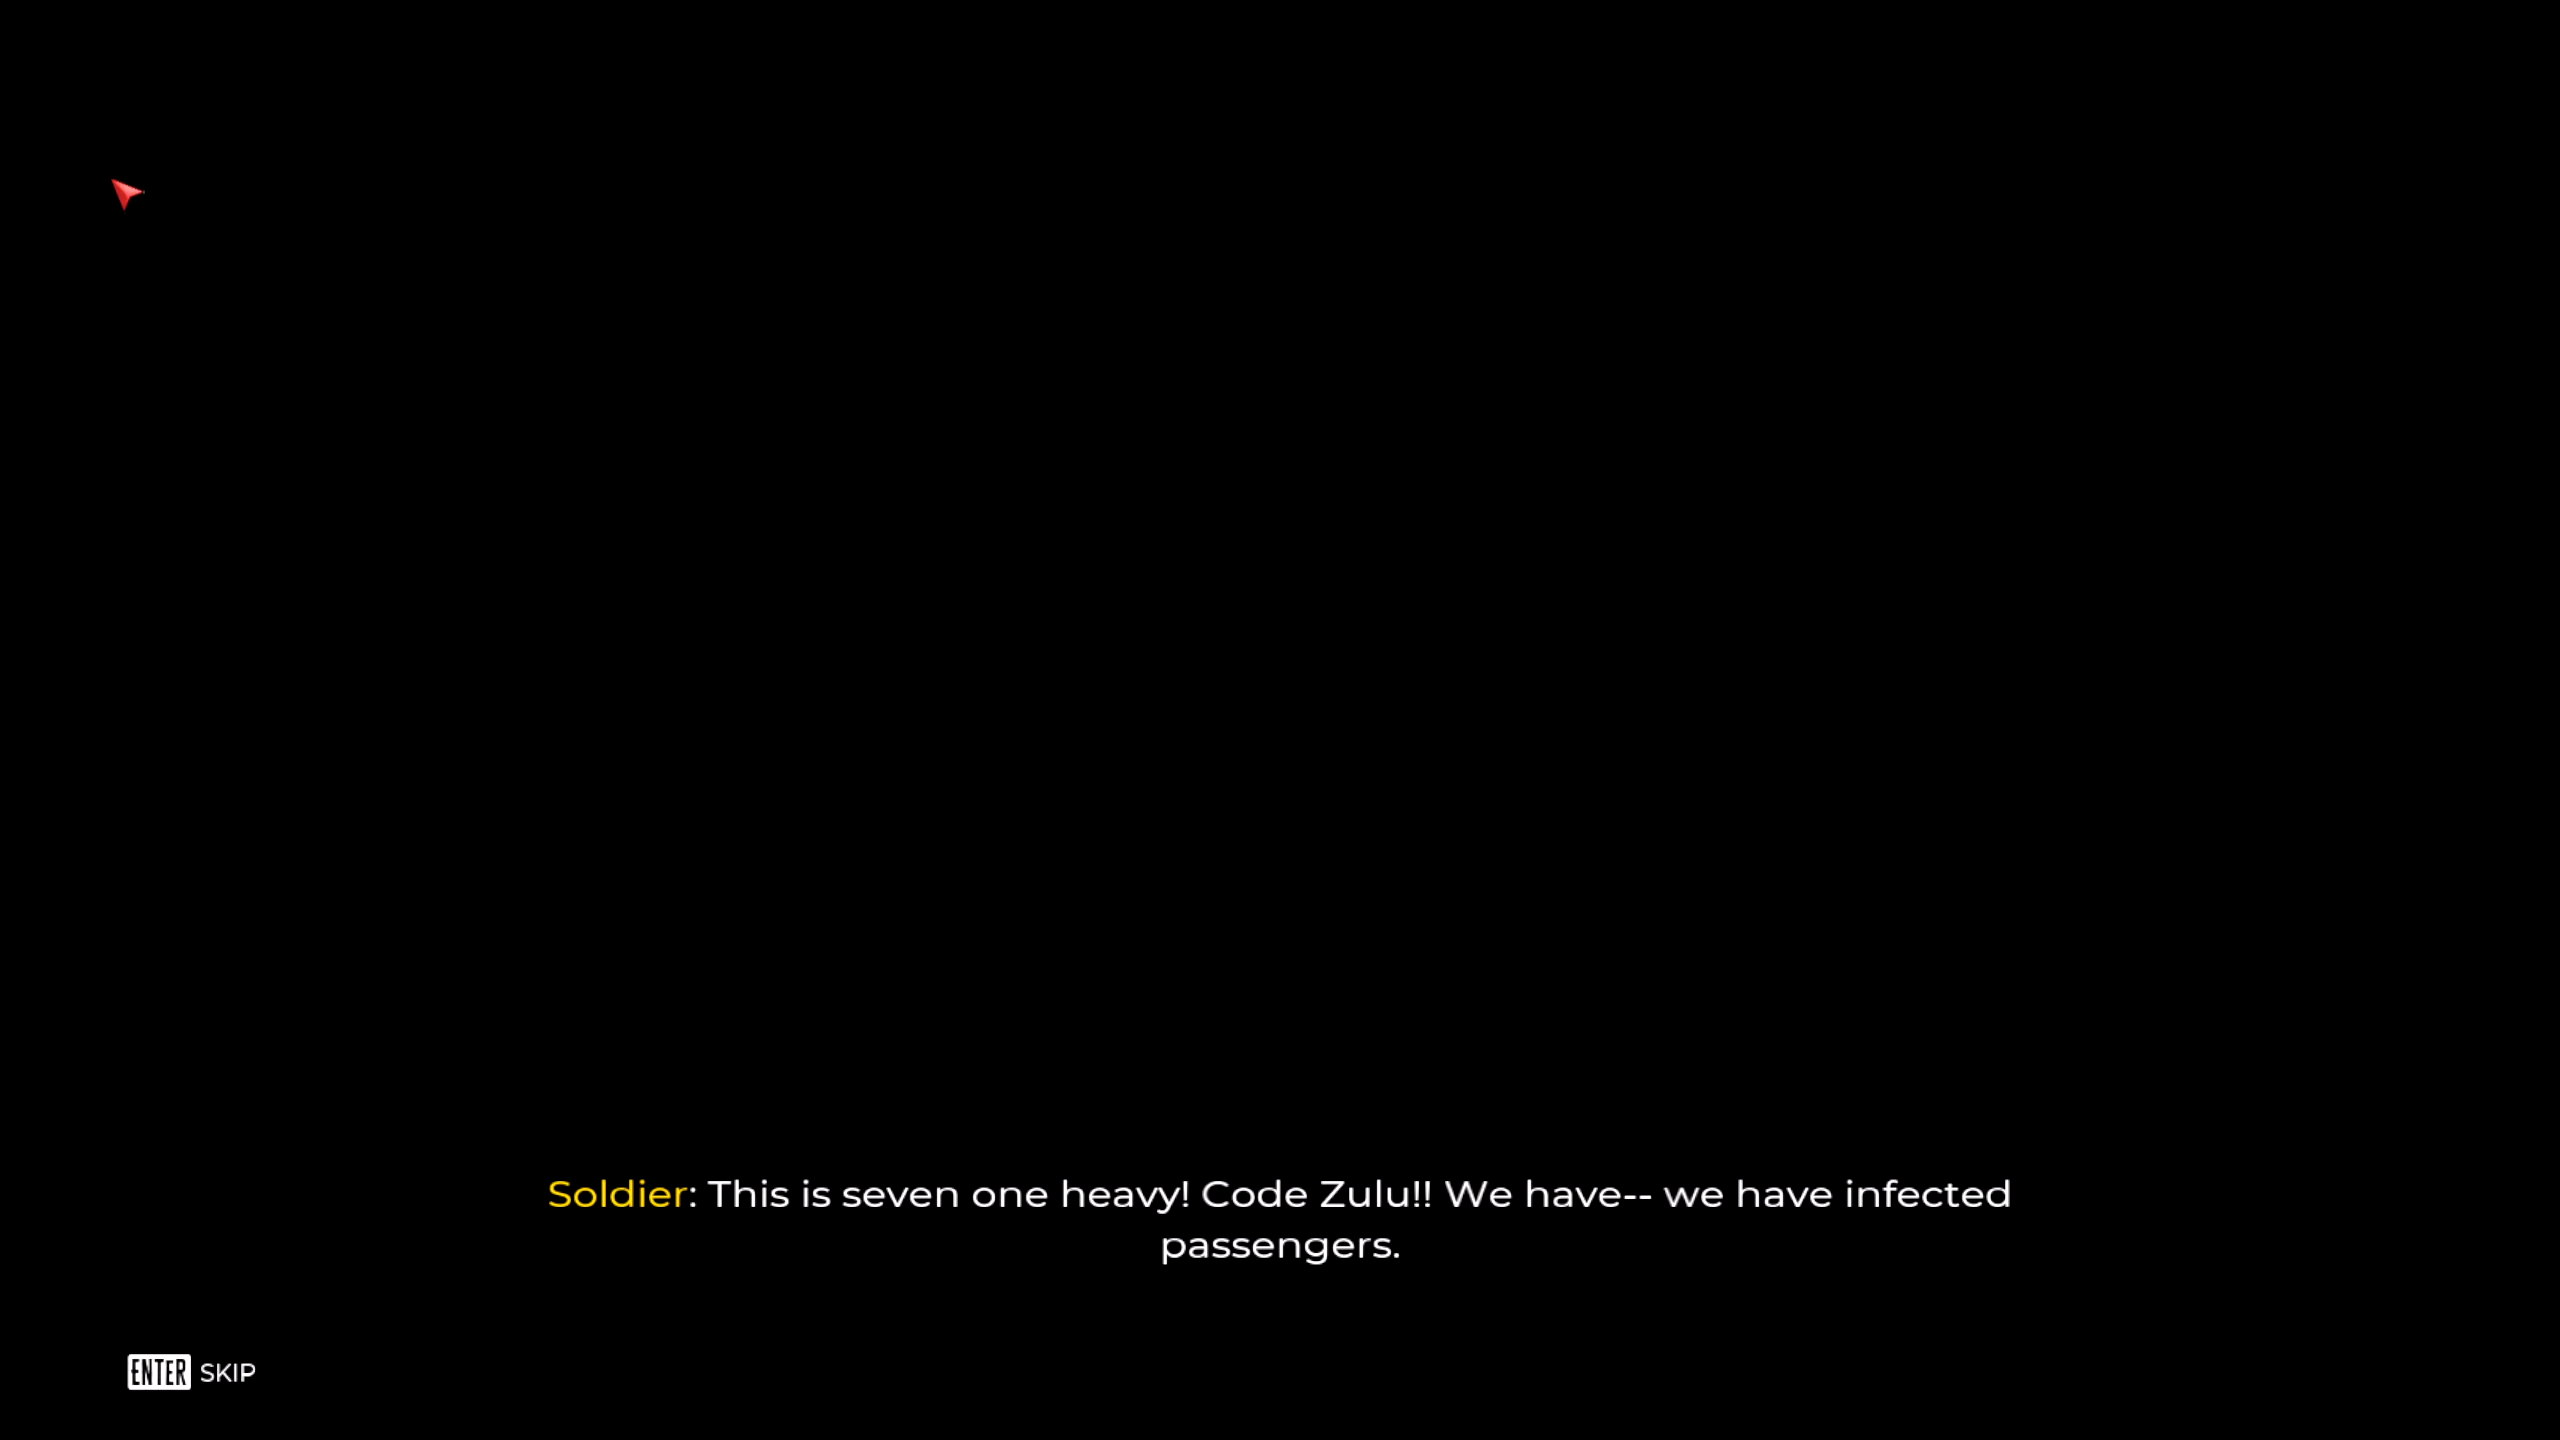 Soldier: This is seven one heavy! Code Zulu!! We have-- we have infected
passengers.
ENTER SKIP